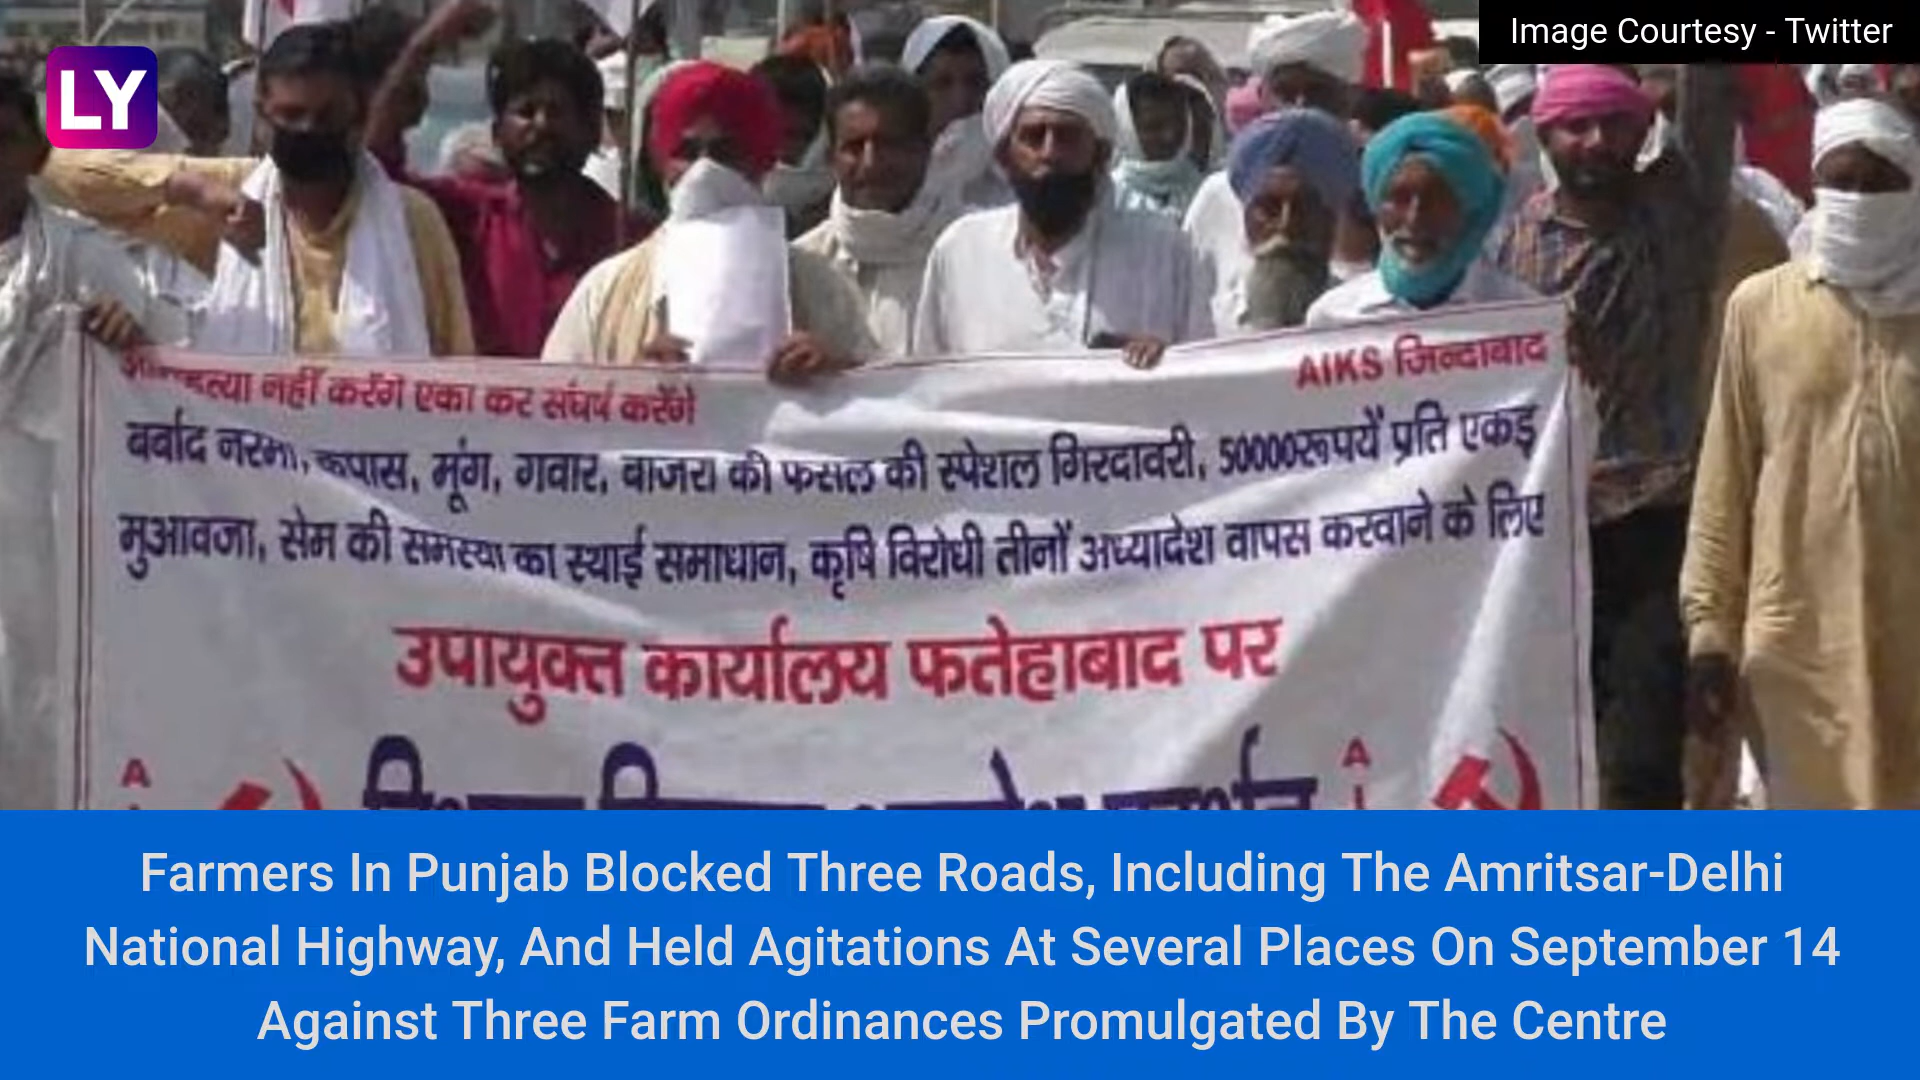 Image Courtesy - Twitter
LY
AIKS जिन्दाबाद
नहीं करेंगे एका कर संघर्ष करेंगे
बर्बाद नरमा, कपास, मूंग, गवार, बाजरा की फसल की स्पेशल गिरदावरी, 50000रूपयें प्रति एकड़
मुआवजा, सेम की समस्या का स्थाई समाधान, कृषि विरोधी तीनों अध्यादेश वापस करवाने के लिए
उपायुक्त कार्यालय फतेहाबाद पर
A
A
Farmers In Punjab Blocked Three Roads, Including The Amritsar-Delhi
National Highway, And Held Agitations At Several Places On September 14
Against Three Farm Ordinances Promulgated By The Centre